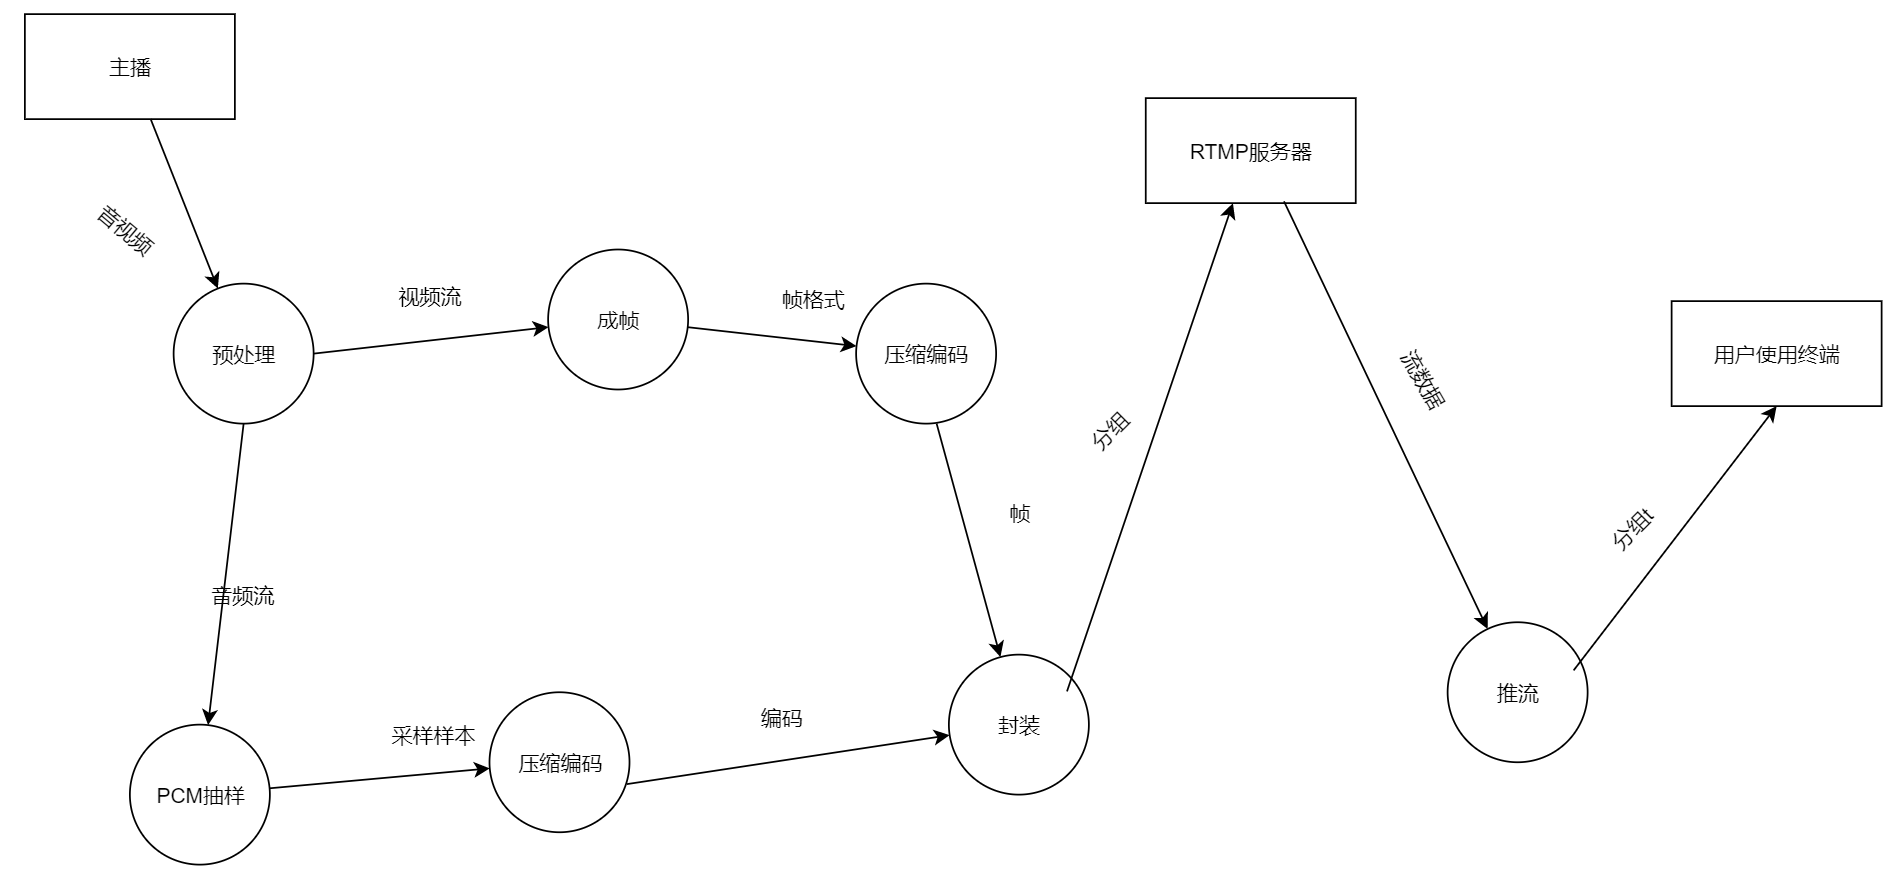 主播
RTMP服务器
音视频
视频流
帧格式
成帧
预处理
压缩编码
流数据
用户使用终端
分组
帧
分组t
音频流
采样样本
编码
推流
封装
压缩编码
PCM抽样